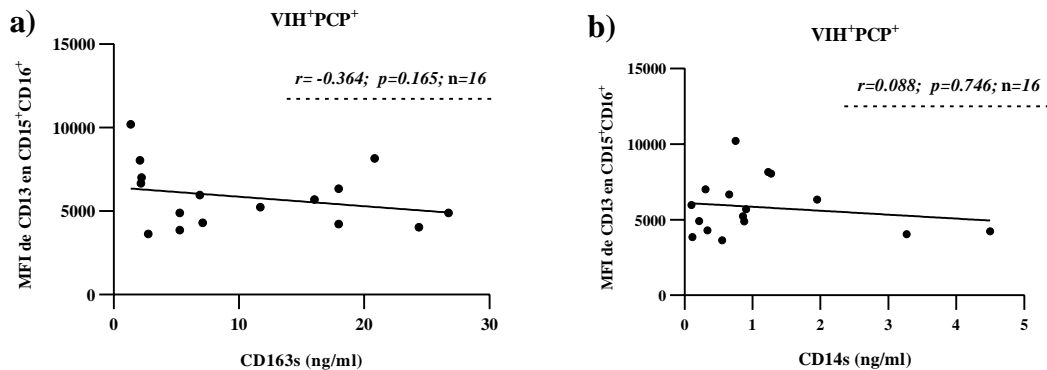 a)
VIH⁺PCP⁺
r= -0.364; p=0.165; n=16
MFI de CD13 en CD15⁺CD16⁺
15000
10000
5000
0
0 10 20 30
CD163s (ng/ml)
b)
VIH⁺PCP⁺
r=0.088; p=0.746; n=16
MFI de CD13 en CD15⁺CD16⁺
15000
10000
5000
0
0 1 2 3 4 5
CD14s (ng/ml)